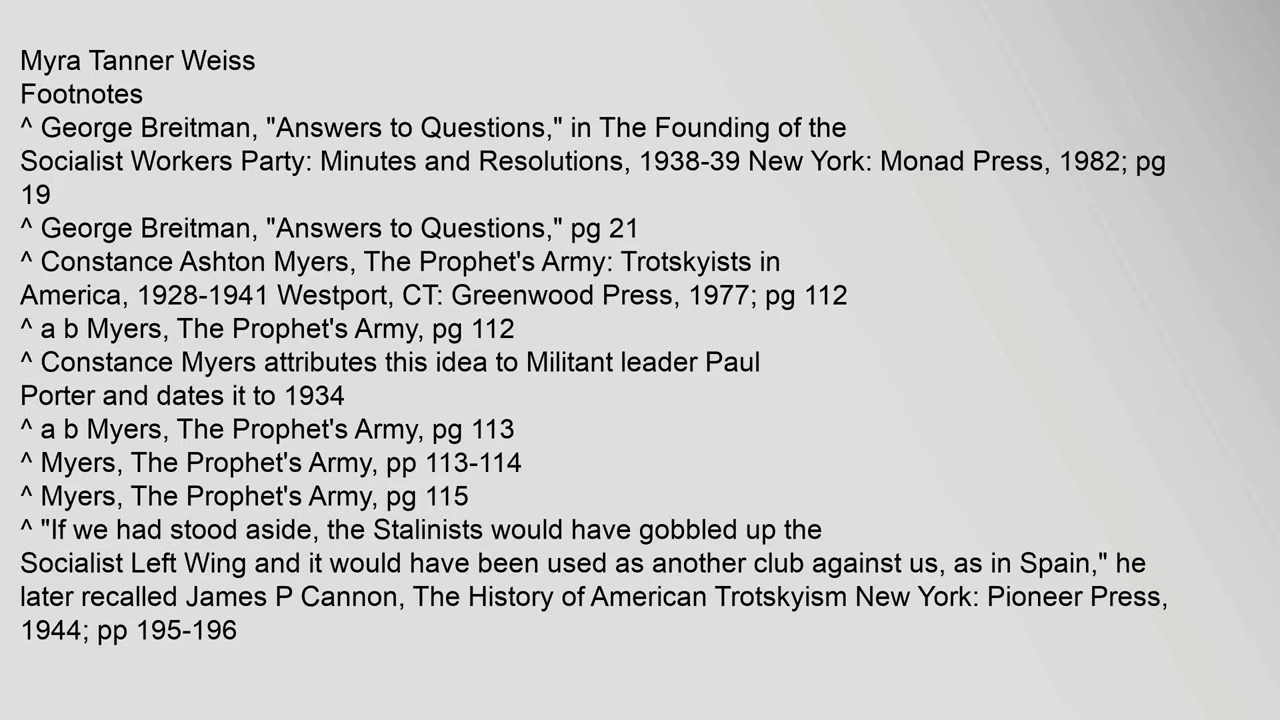 Myra Tanner Weiss
Footnotes
^ George Breitman, "Answers to Questions," in The Founding of the
Socialist Workers Party: Minutes and Resolutions, 1938-39 New York: Monad Press, 1982; pg
19
^ George Breitman, "Answers to Questions," pg 21
^ Constance Ashton Myers, The Prophet's Army: Trotskyists in
America, 1928-1941 Westport, CT: Greenwood Press, 1977; pg 112
^ a b Myers, The Prophet's Army, pg 112
^ Constance Myers attributes this idea to Militant leader Paul
Porter and dates it to 1934
^ a b Myers, The Prophet's Army, pg 113
^ Myers, The Prophet's Army, pp 113-114
^ Myers, The Prophet's Army, pg 115
^ "If we had stood aside, the Stalinists would have gobbled up the
Socialist Left Wing and it would have been used as another club against us, as in Spain," he
later recalled James P Cannon, The History of American Trotskyism New York: Pioneer Press,
1944; pp 195-196